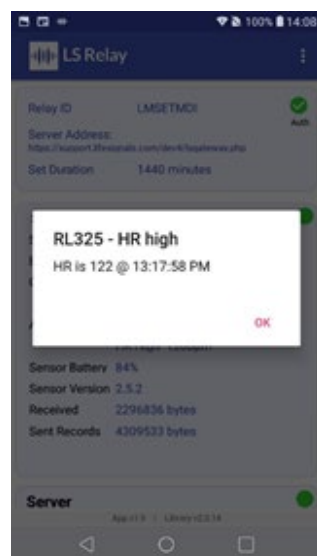 100% 14:08
LS Relay
Relay ID LMSETMDI
Auth
Server Address:
Set Duration 1440 minutes
RL325 - HR high
HR is 122 @ 13:17:58 PM
OK
Sensor Battery 84%
Sensor Version 2.5.2
Received 2296836 bytes
Sent Records 4309533 bytes
Server